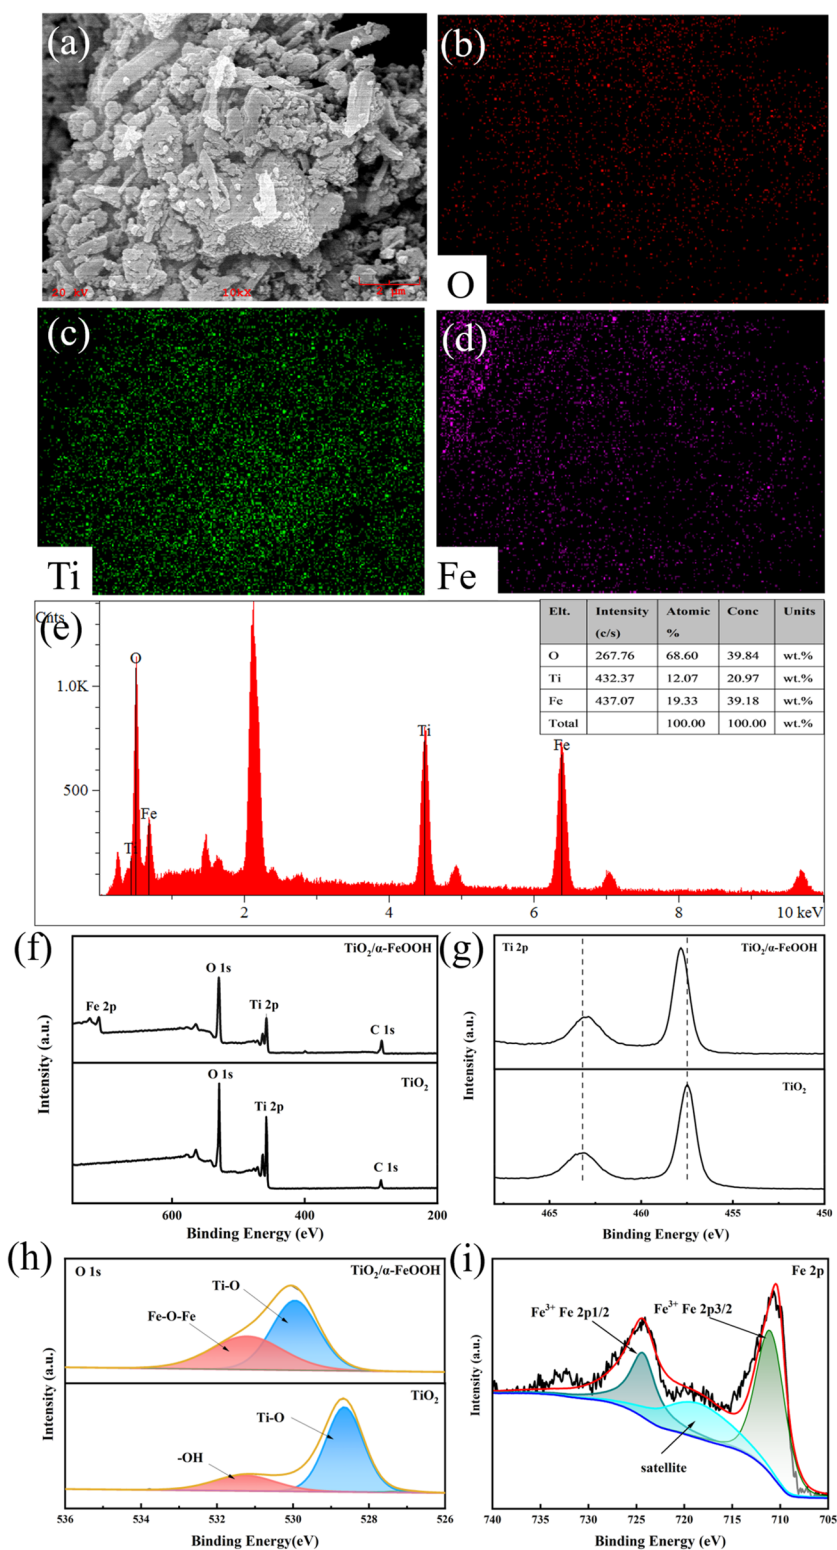 (a)
30 kV 10kX 2 μm
(b)
O
(c)
Ti
(d)
Fe
(e)
Cnts
1.0K
500
O
Ti
Fe
Ti
Fe
2 4 6 8 10 keV
Elt. Intensity (c/s) Atomic % Conc Units
O 267.76 68.60 39.84 wt.%
Ti 432.37 12.07 20.97 wt.%
Fe 437.07 19.33 39.18 wt.%
Total 100.00 100.00 wt.%
(f)
TiO₂/α-FeOOH
Fe 2p
O 1s
Ti 2p
C 1s
TiO₂
O 1s
Ti 2p
C 1s
Intensity (a.u.)
600 400 200
Binding Energy (eV)
(g)
Ti 2p
TiO₂/α-FeOOH
TiO₂
Intensity (a.u.)
465 460 455 450
Binding Energy (eV)
(h)
O 1s
TiO₂/α-FeOOH
Ti-O
Fe-O-Fe
TiO₂
Ti-O
-OH
Intensity (a.u.)
536 534 532 530 528 526
Binding Energy(eV)
(i)
Fe 2p
Fe³⁺ Fe 2p1/2
Fe³⁺ Fe 2p3/2
satellite
Intensity (a.u.)
740 735 730 725 720 715 710 705
Binding Energy (eV)